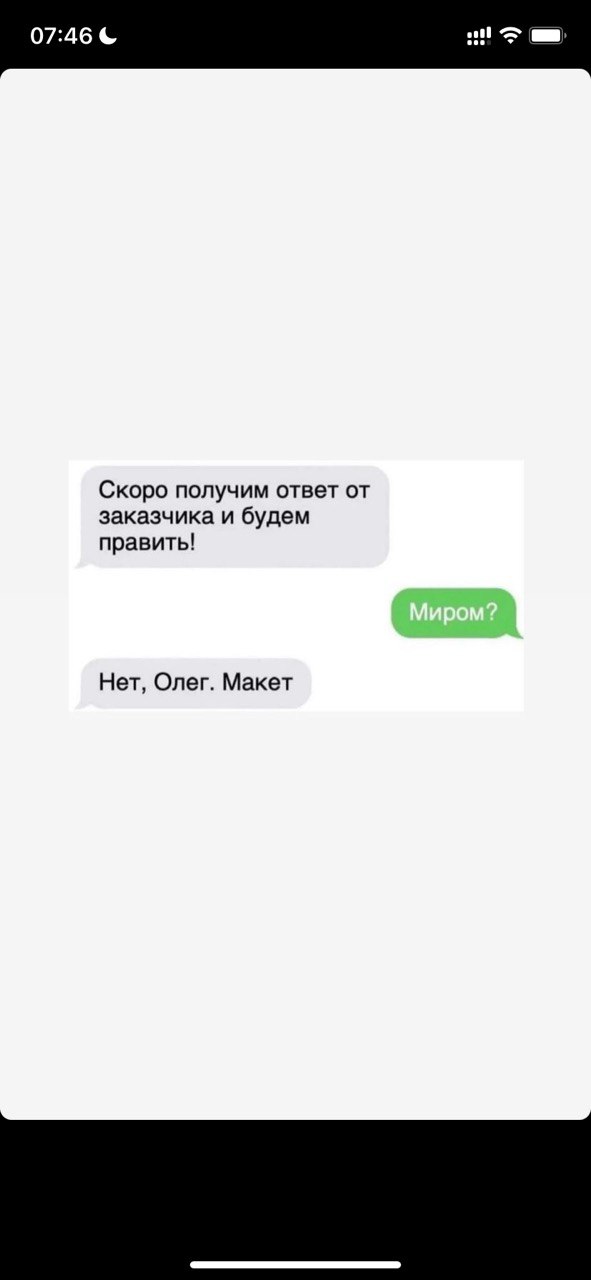 07:46
Скоро получим ответ от
заказчика и будем
править!
Миром?
Нет, Олег. Макет